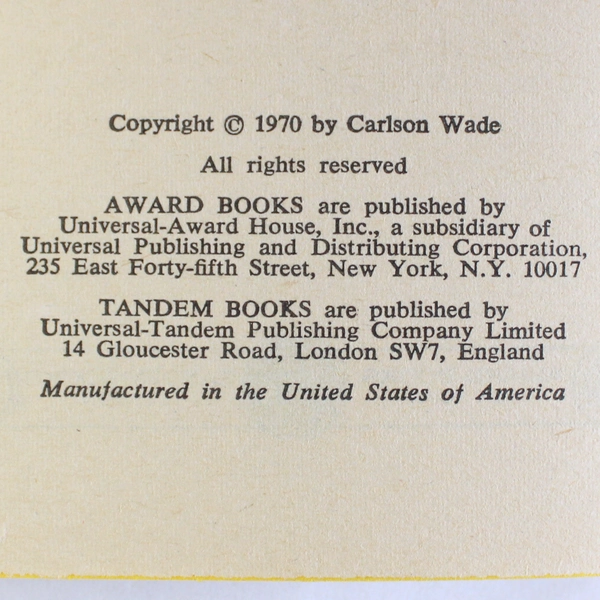 Copyright © 1970 by Carlson Wade
All rights reserved
AWARD BOOKS are published by
Universal-Award House, Inc., a subsidiary of
Universal Publishing and Distributing Corporation,
235 East Forty-fifth Street, New York, N.Y. 10017
TANDEM BOOKS are published by
Universal-Tandem Publishing Company Limited
14 Gloucester Road, London SW7, England
Manufactured in the United States of America